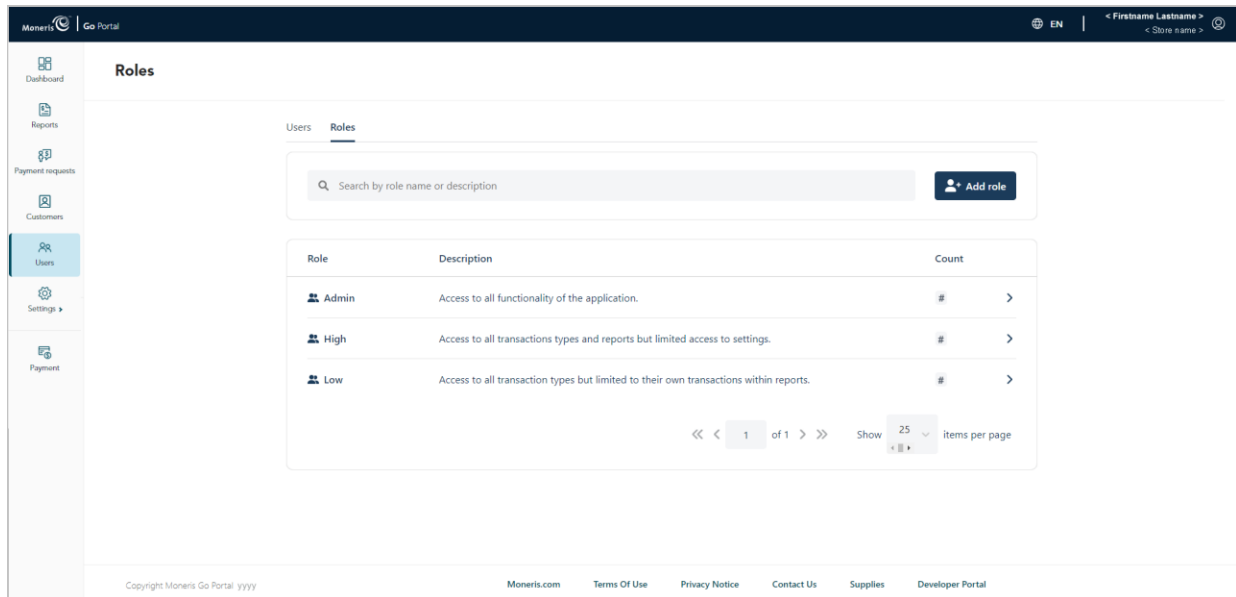 Moneris Go Portal
EN
< Firstname Lastname >
< Store name >
Dashboard
Reports
Payment requests
Customers
Users
Settings
Payment
Roles
Users Roles
Search by role name or description
Add role
Role Description Count
Admin Access to all functionality of the application. #
High Access to all transactions types and reports but limited access to settings. #
Low Access to all transaction types but limited to their own transactions within reports. #
1 of 1 Show 25 items per page
Copyright Moneris Go Portal yyyy Moneris.com Terms Of Use Privacy Notice Contact Us Supplies Developer Portal